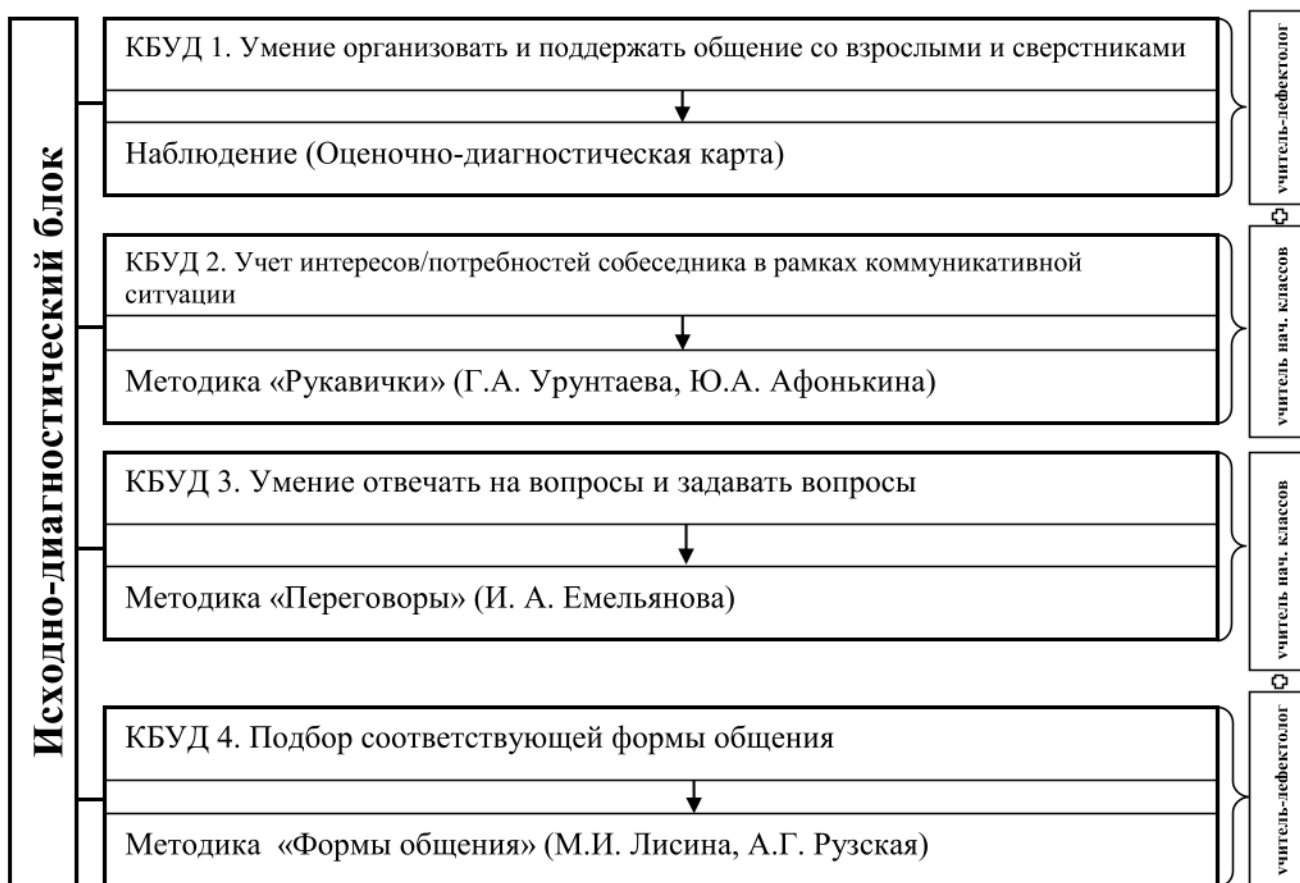 Исходно-диагностический блок
КБУД 1. Умение организовать и поддержать общение со взрослыми и сверстниками
Наблюдение (Оценочно-диагностическая карта)
учитель-дефектолог
КБУД 2. Учет интересов/потребностей собеседника в рамках коммуникативной
ситуации
Методика «Рукавички» (Г.А. Урунтаева, Ю.А. Афонькина)
учитель нач. классов
КБУД 3. Умение отвечать на вопросы и задавать вопросы
Методика «Переговоры» (И. А. Емельянова)
учитель нач. классов
КБУД 4. Подбор соответствующей формы общения
Методика «Формы общения» (М.И. Лисина, А.Г. Рузская)
учитель-дефектолог